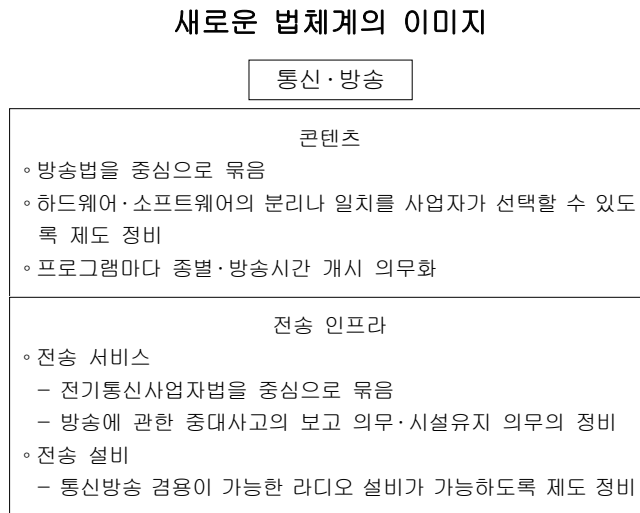 새로운 법체계의 이미지
통신·방송
콘텐츠
◦방송법을 중심으로 묶음
◦하드웨어·소프트웨어의 분리나 일치를 사업자가 선택할 수 있도
록 제도 정비
◦프로그램마다 종별·방송시간 개시 의무화
전송 인프라
◦전송 서비스
－ 전기통신사업자법을 중심으로 묶음
－ 방송에 관한 중대사고의 보고 의무·시설유지 의무의 정비
◦전송 설비
－ 통신방송 겸용이 가능한 라디오 설비가 가능하도록 제도 정비